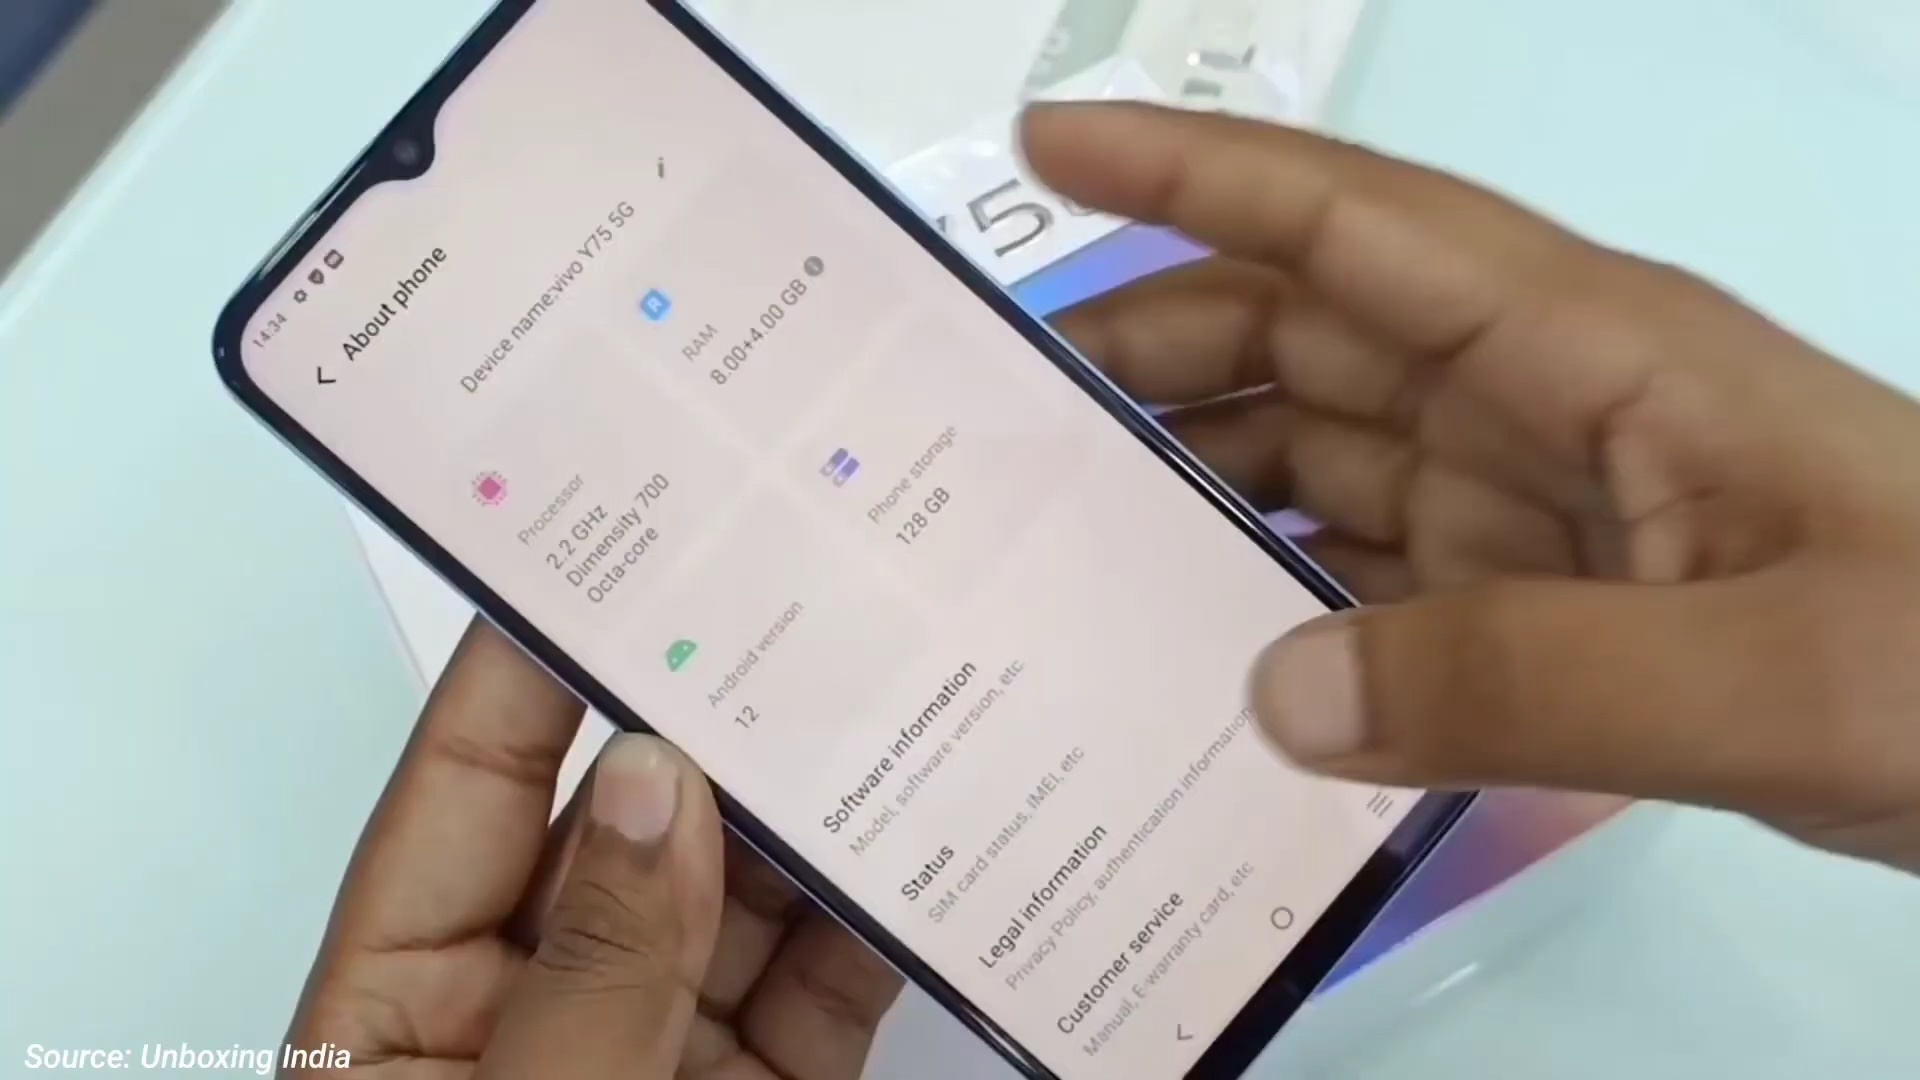 14:34
About phone
Device name:vivo Y75 5G
RAM
8.00+4.00 GB
Processor
2.2 GHz
Dimensity 700
Octa-core
Phone storage
128 GB
Android version
12
Software information
Model, software version, etc
Status
SIM card status, IMEI, etc
Legal information
Privacy Policy, authentication information
Customer service
Manual, E-warranty card, etc
Source: Unboxing India